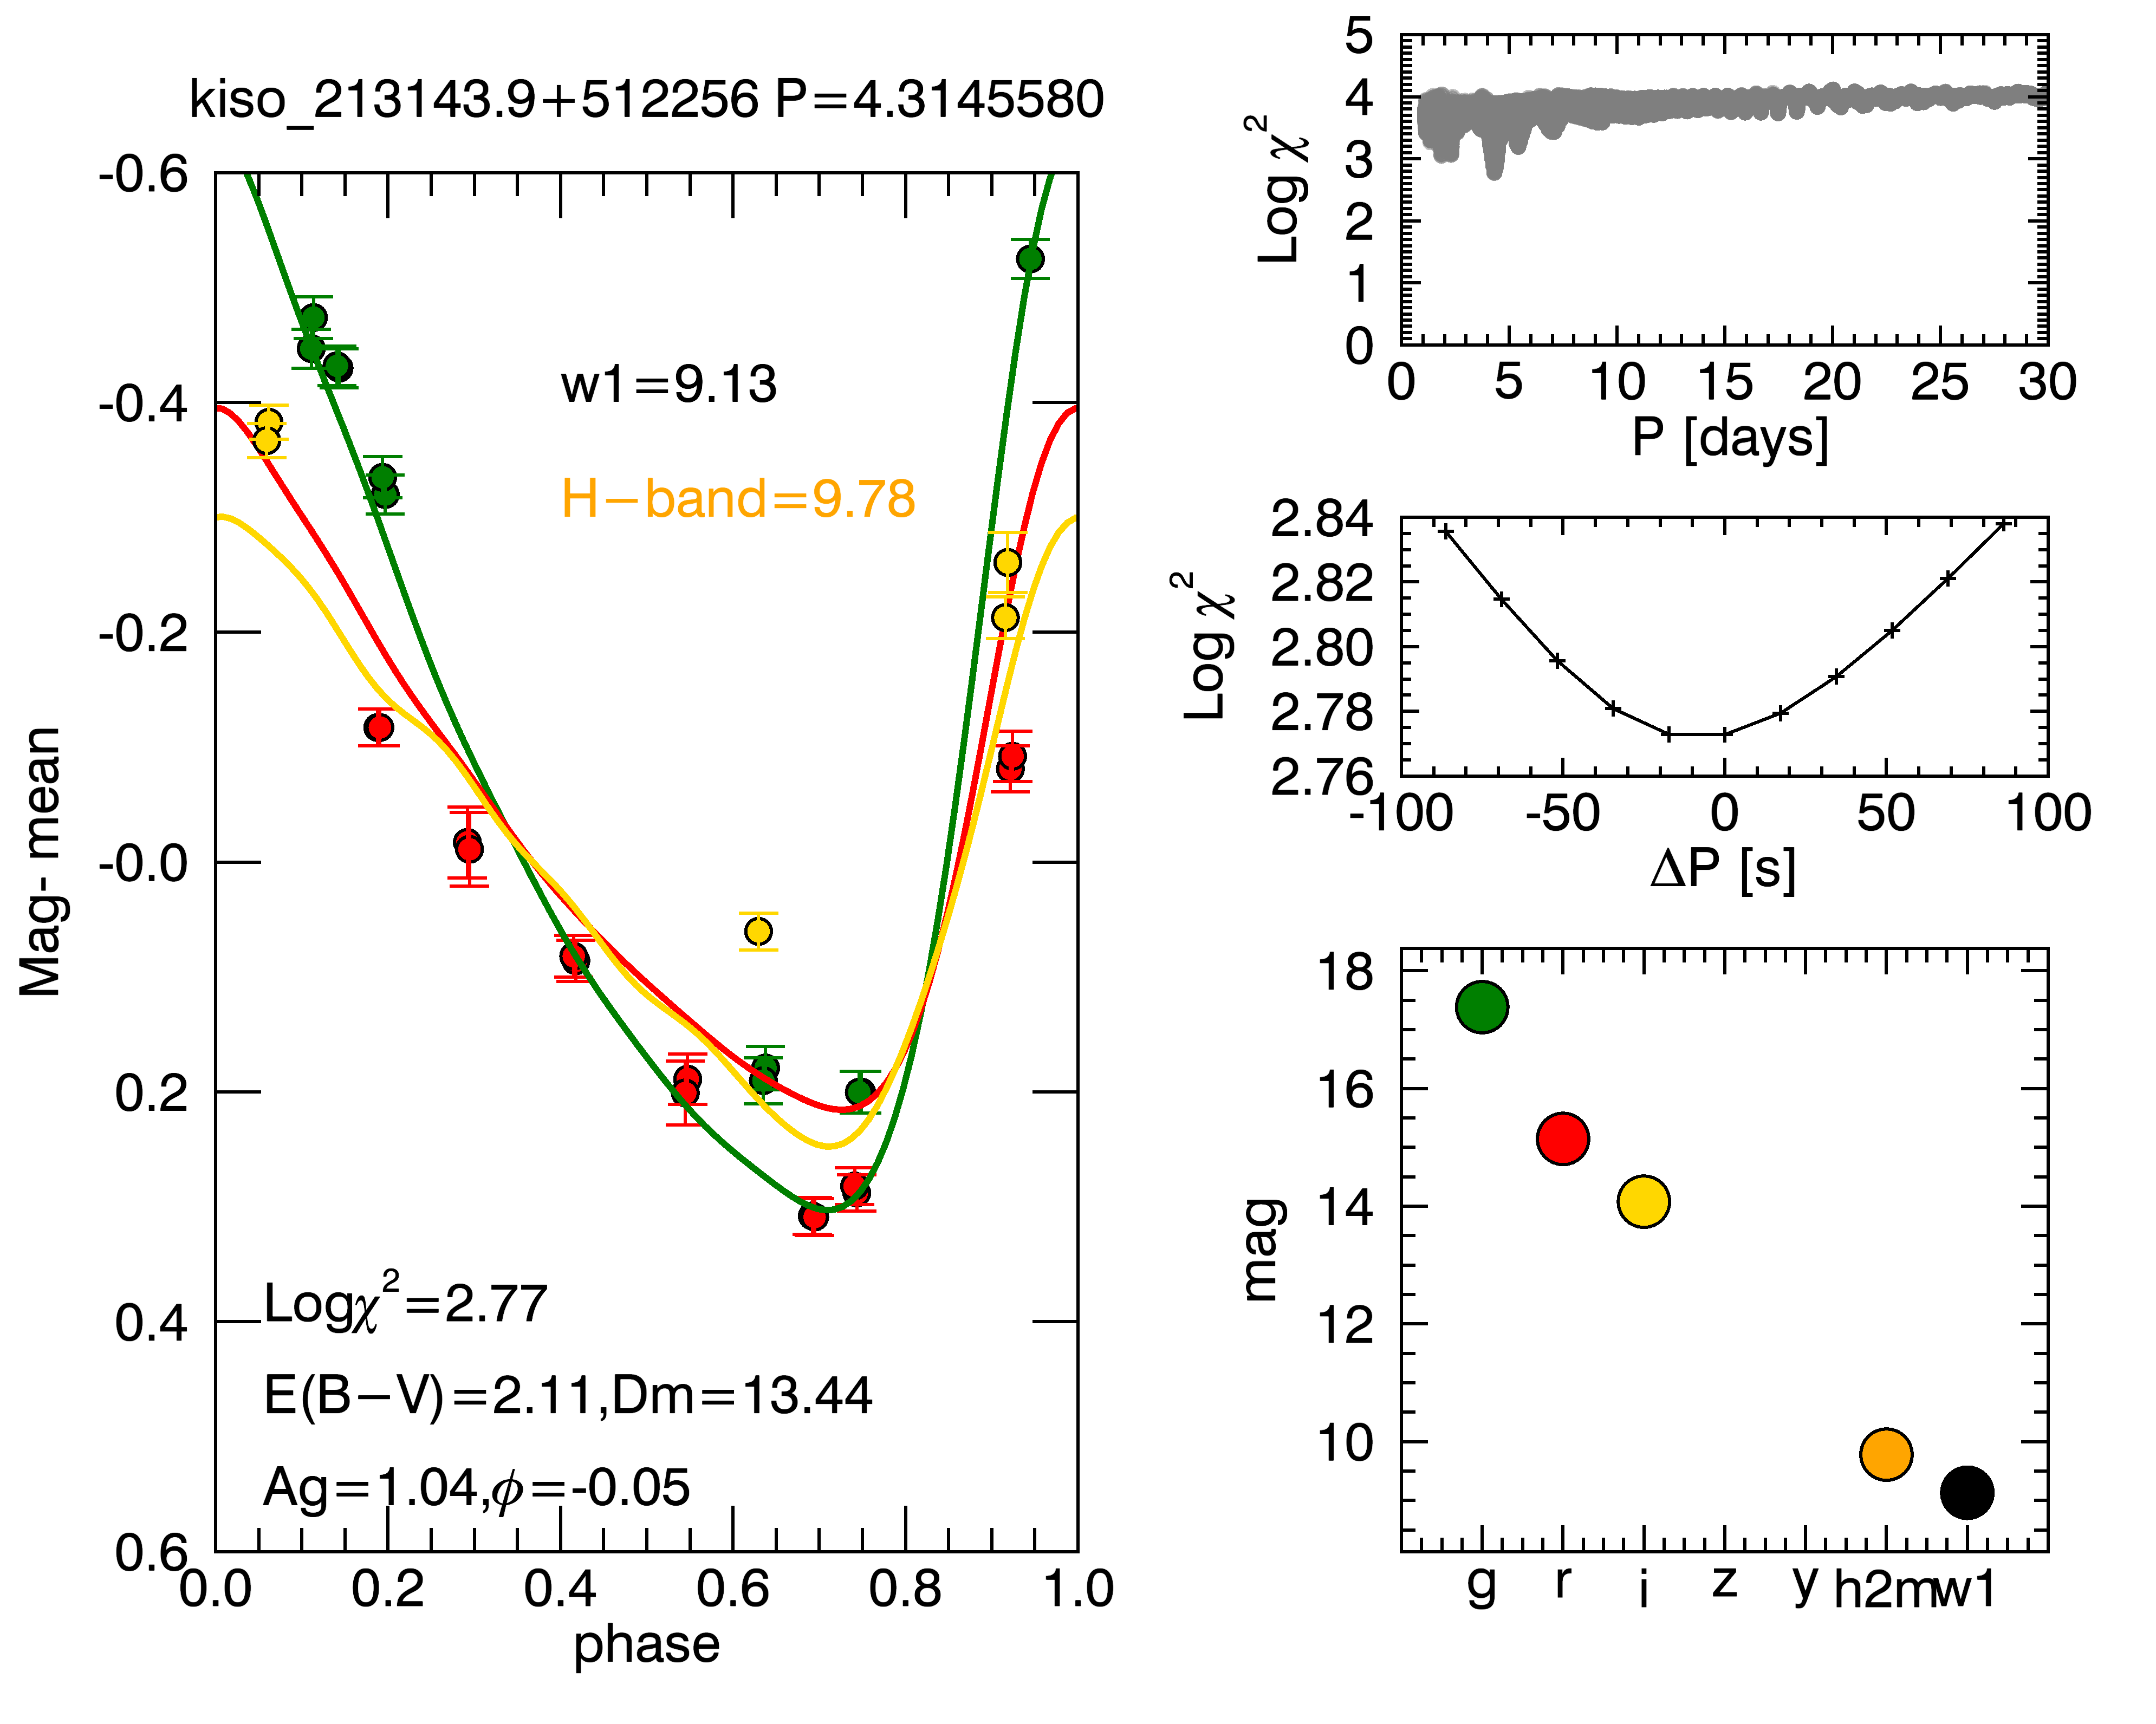 kiso_213143.9+512256 P=4.3145580
-0.6
-0.4
-0.2
-0.0
0.2
0.4
0.6
Mag- mean
w1=9.13
H−band=9.78
Logχ²=2.77
E(B−V)=2.11,Dm=13.44
Ag=1.04,ϕ=-0.05
0.0 0.2 0.4 0.6 0.8 1.0
phase
5
4
3
2
1
0
Log χ²
0 5 10 15 20 25 30
P [days]
2.84
2.82
2.80
2.78
2.76
Log χ²
-100 -50 0 50 100
ΔP [s]
18
16
14
12
10
mag
g r i z y h2mw1